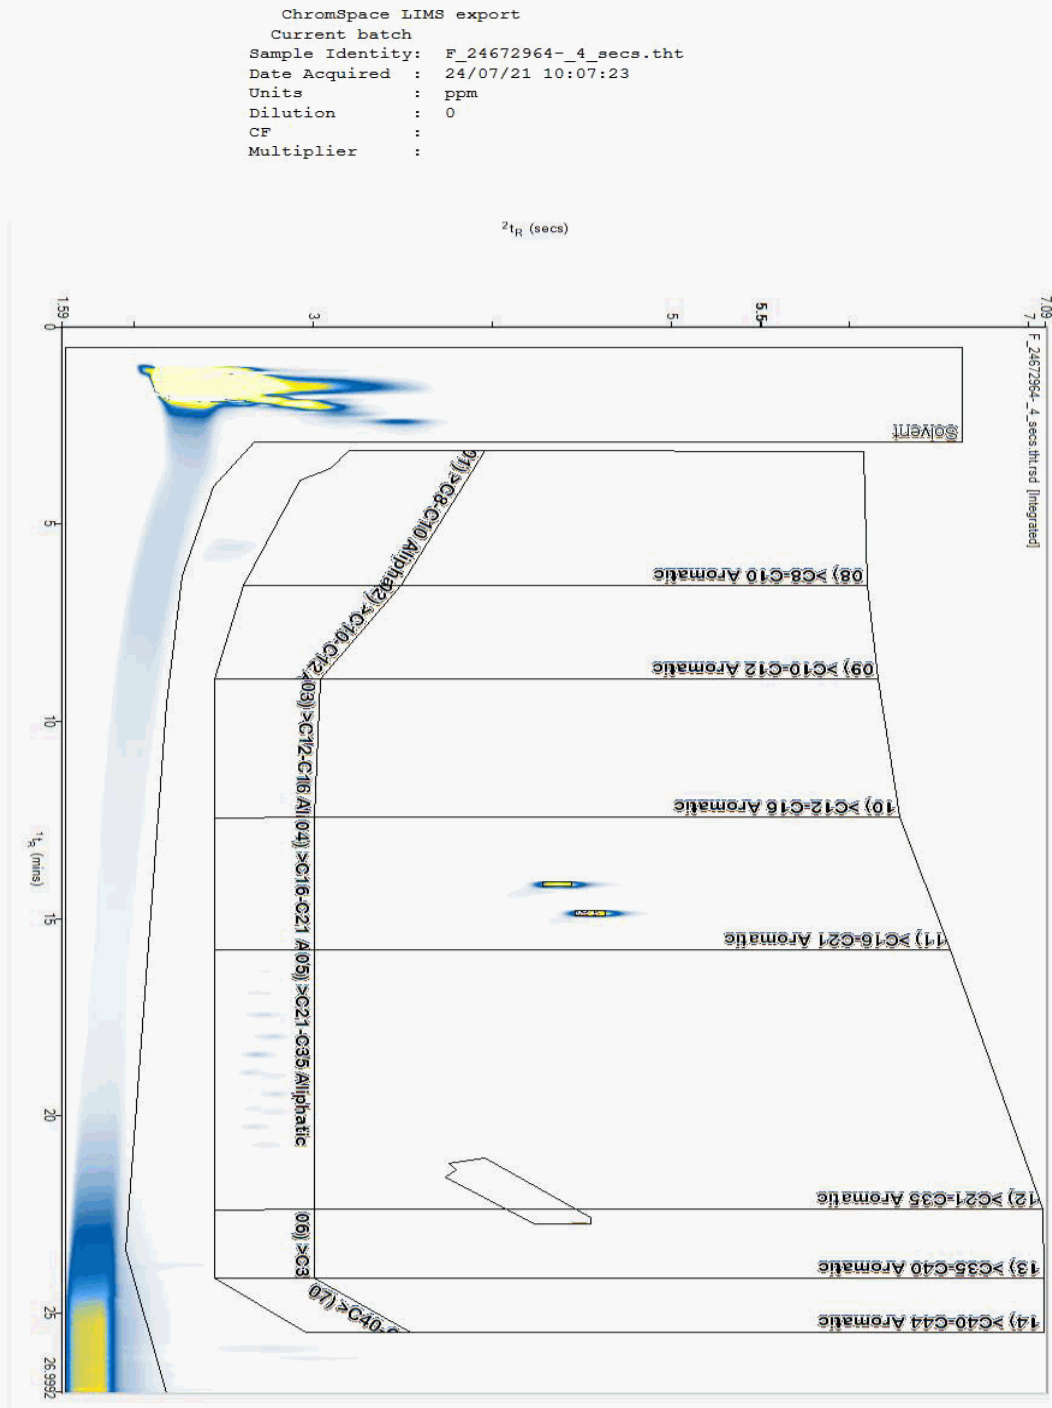 ChromSpace LIMS export
Current batch
Sample Identity: F_24672964-_4_secs.tht
Date Acquired : 24/07/21 10:07:23
Units : ppm
Dilution : 0
CF :
Multiplier :
²tR (secs)
1.59
3
5
5.5
7
7.09
F_24672964-_4_secs.tht.rsd [Integrated]
0
Solvent
01) >C8-C10 Alipha
02) >C10-C12
08) >C8-C10 Aromatic
09) >C10-C12 Aromatic
03) >C12-C16 Ali
10) >C12-C16 Aromatic
04) >C16-C21 A
11) >C16-C21 Aromatic
05) >C21-C35 Aliphatic
12) >C21-C35 Aromatic
06) >C3
13) >C35-C40 Aromatic
07) >C40-C
14) >C40-C44 Aromatic
5
10
¹tR (mins)
15
20
25
26.9992